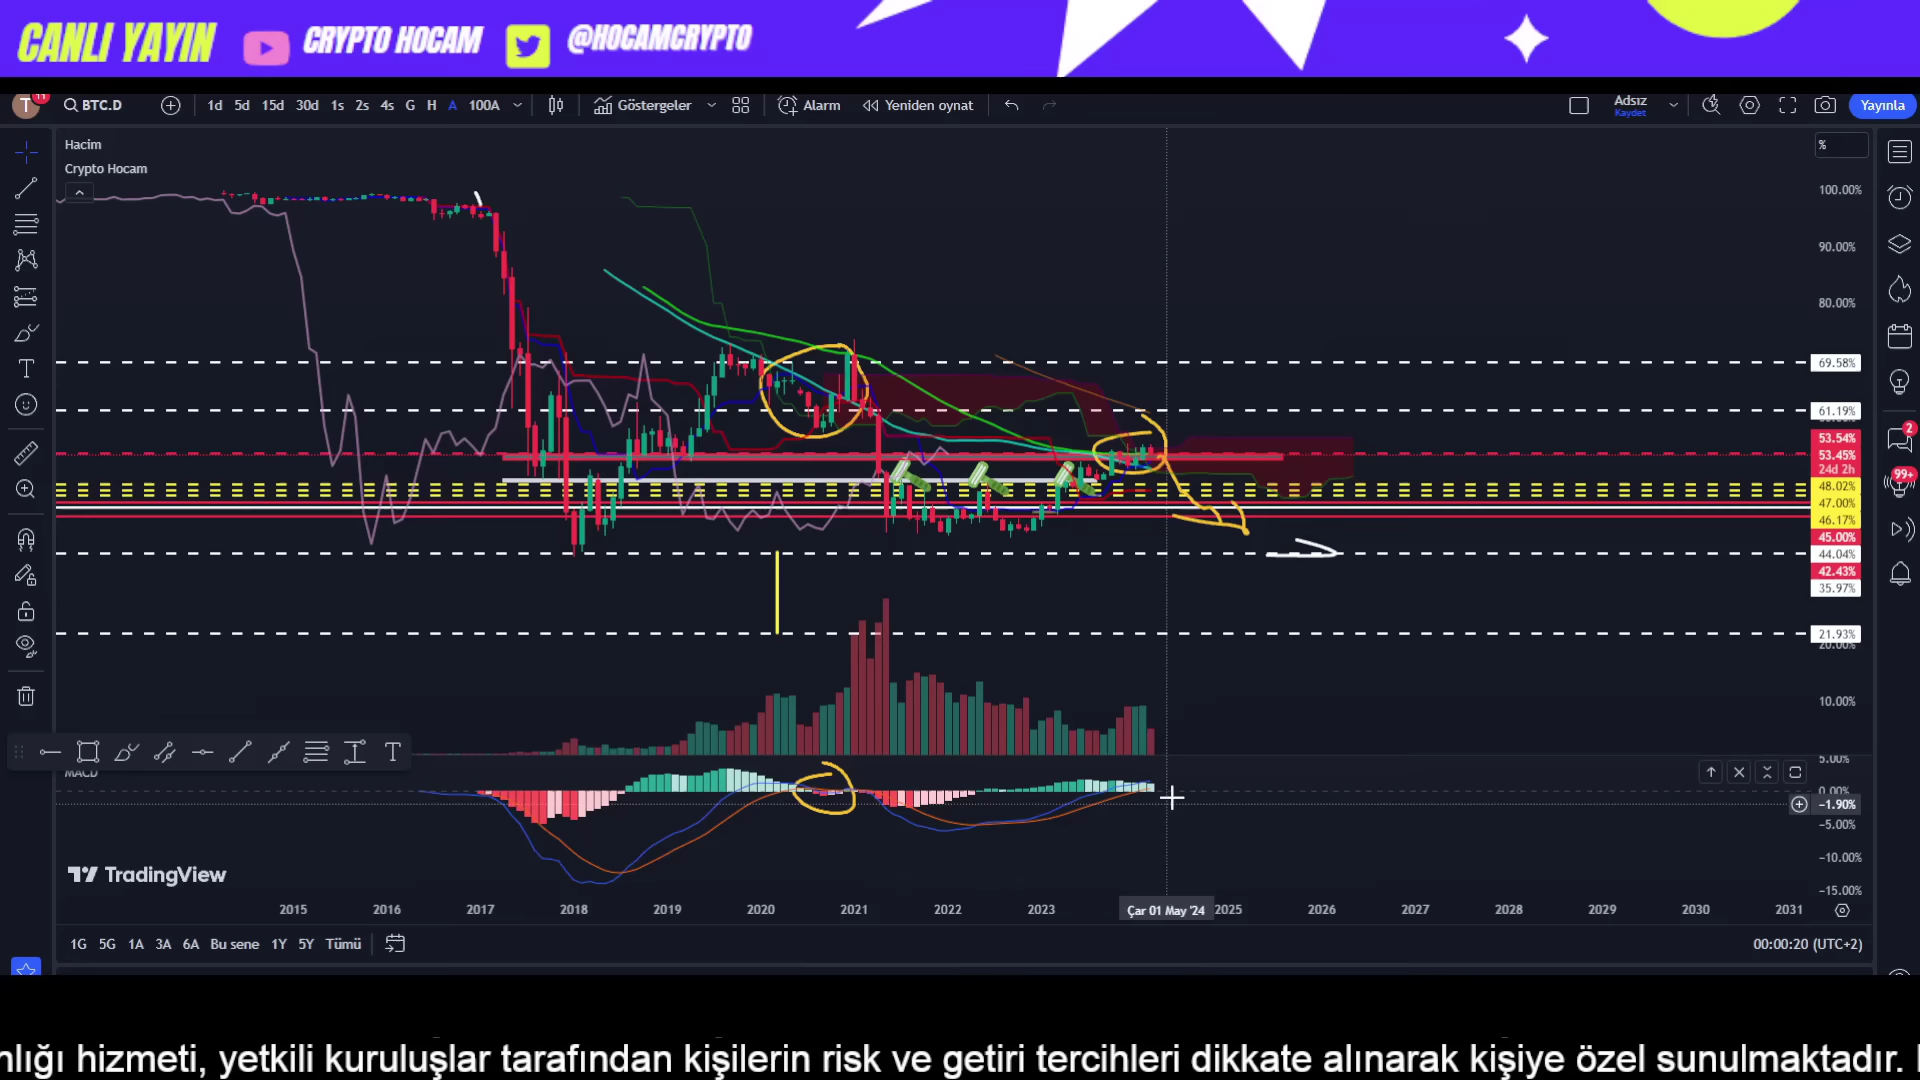 CANLI YAYIN CRYPTO HOCAM @HOCAMCRYPTO
T 11 BTC.D 1d 5d 15d 30d 1s 2s 4s G H A 100A Göstergeler Alarm Yeniden oynat Adsız Kaydet Yayınla
Hacim
Crypto Hocam
%
100.00%
90.00%
80.00%
69.58%
61.19%
53.54%
53.45%
24d 2h
48.02%
47.00%
46.17%
45.00%
44.04%
42.43%
35.97%
21.93%
20.00%
10.00%
2
99+
5.00%
MACD
0.00%
−1.90%
−5.00%
−10.00%
−15.00%
TradingView
2015 2016 2017 2018 2019 2020 2021 2022 2023 Çar 01 May '24 2025 2026 2027 2028 2029 2030 2031
1G 5G 1A 3A 6A Bu sene 1Y 5Y Tümü 00:00:20 (UTC+2)
nlığı hizmeti, yetkili kuruluşlar tarafından kişilerin risk ve getiri tercihleri dikkate alınarak kişiye özel sunulmaktadır.